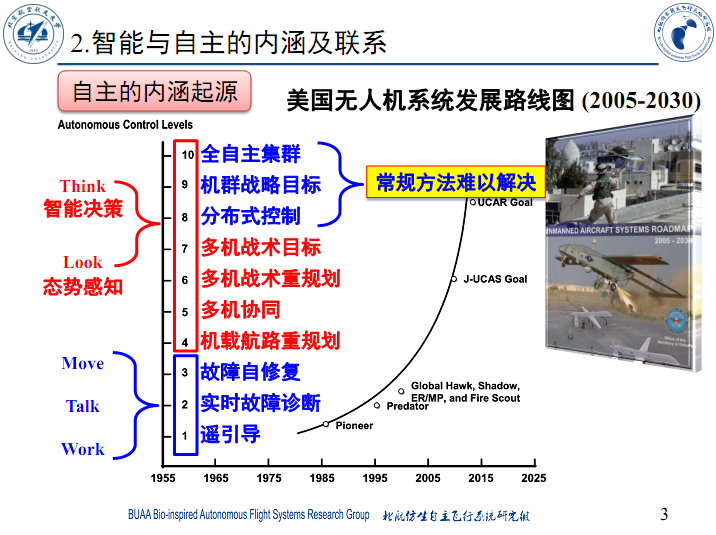 2.智能与自主的内涵及联系
自主的内涵起源
美国无人机系统发展路线图 (2005-2030)
Autonomous Control Levels
10 全自主集群
9 机群战略目标
8 分布式控制
7 多机战术目标
6 多机战术重规划
5 多机协同
4 机载航路重规划
3 故障自修复
2 实时故障诊断
1 遥引导
Think
智能决策
Look
态势感知
Move
Talk
Work
常规方法难以解决
UCAR Goal
J-UCAS Goal
Global Hawk, Shadow,
ER/MP, and Fire Scout
Predator
Pioneer
1955 1965 1975 1985 1995 2005 2015 2025
UNMANNED AIRCRAFT SYSTEMS ROADMAP
2005 - 2030
Office of the
Secretary of Defense
BUAA Bio-inspired Autonomous Flight Systems Research Group 北航仿生自主飞行系统研究组
3